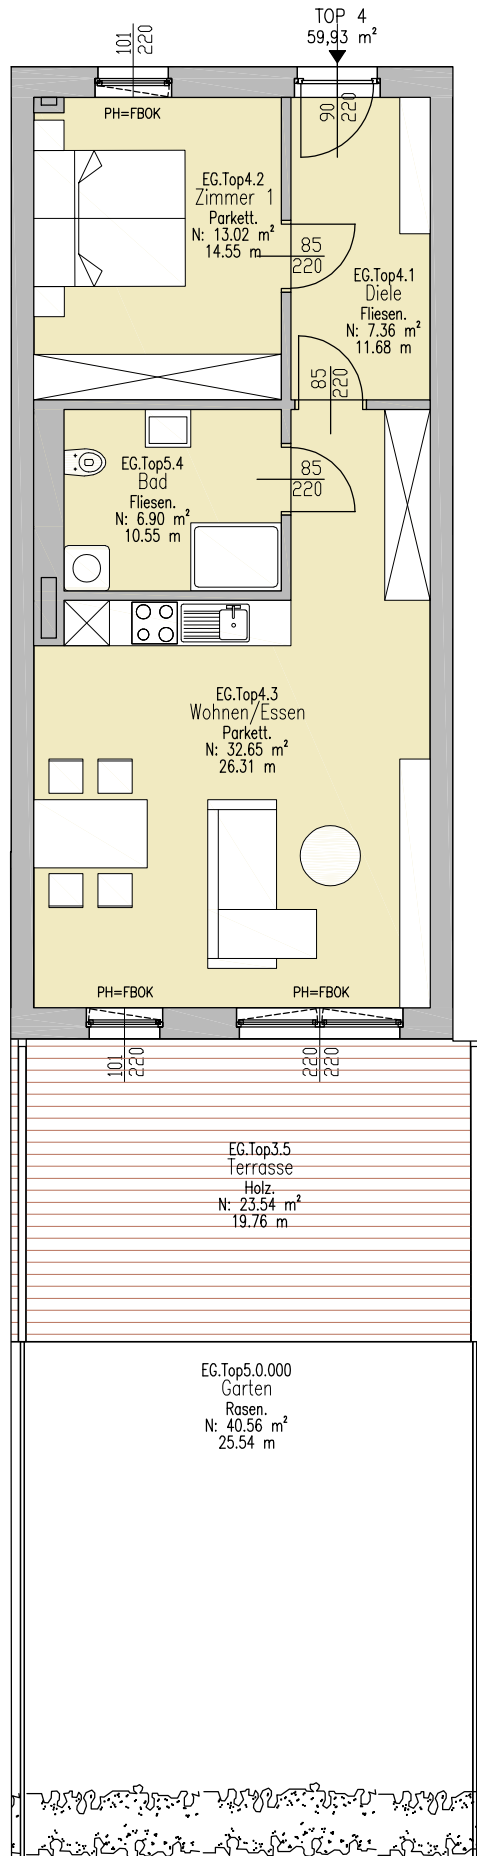 TOP 4
59,93 m²
101
220
90
220
PH=FBOK
EG.Top4.2
Zimmer 1
Parkett.
N: 13.02 m²
14.55 m
85
220
EG.Top4.1
Diele
Fliesen.
N: 7.36 m²
11.68 m
85
220
EG.Top5.4
Bad
Fliesen.
N: 6.90 m²
10.55 m
85
220
EG.Top4.3
Wohnen/Essen
Parkett.
N: 32.65 m²
26.31 m
PH=FBOK
PH=FBOK
101
220
220
220
EG.Top3.5
Terrasse
Holz.
N: 23.54 m²
19.76 m
EG.Top5.0.000
Garten
Rasen.
N: 40.56 m²
25.54 m